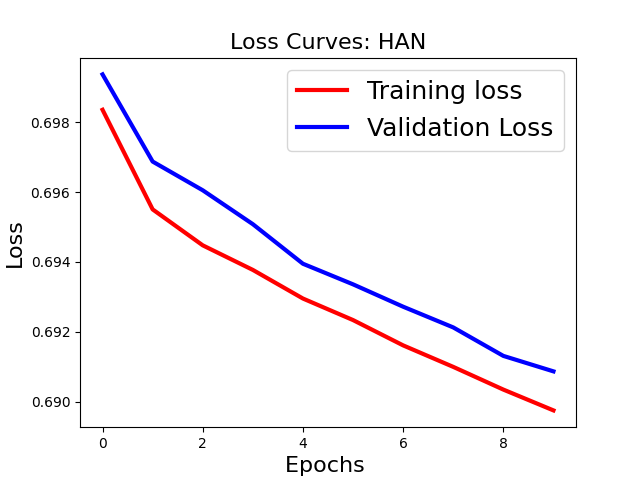 Loss Curves: HAN
Training loss
Validation Loss
0.698
0.696
0.694
0.692
0.690
Loss
0 2 4 6 8
Epochs